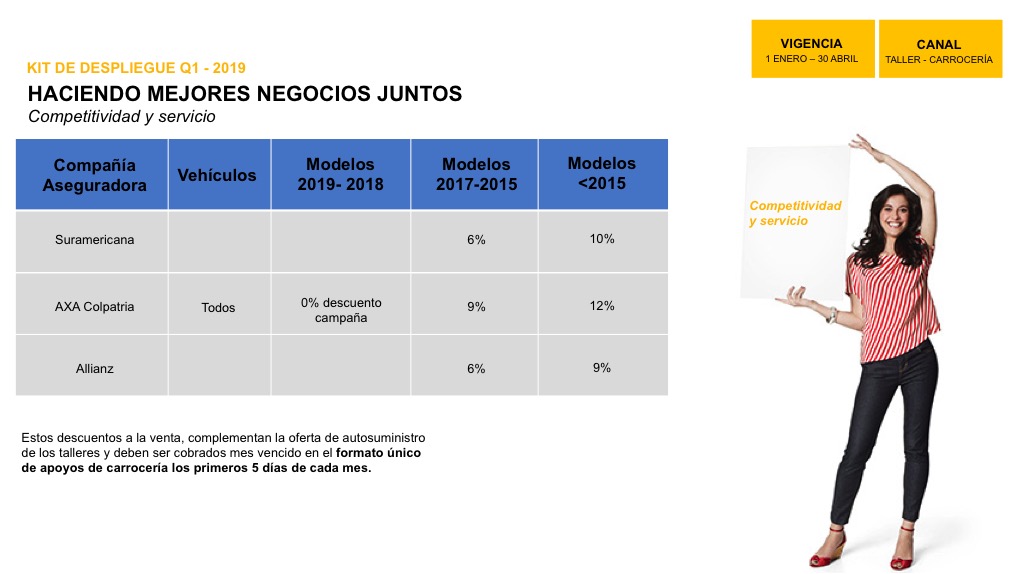 VIGENCIA
1 ENERO – 30 ABRIL
CANAL
TALLER - CARROCERÍA
KIT DE DESPLIEGUE Q1 - 2019
HACIENDO MEJORES NEGOCIOS JUNTOS
Competitividad y servicio
Compañía
Aseguradora
Vehículos
Modelos
2019- 2018
Modelos
2017-2015
Modelos
<2015
Suramericana
6%
10%
AXA Colpatria
Todos
0% descuento
campaña
9%
12%
Allianz
6%
9%
Competitividad
y servicio
Estos descuentos a la venta, complementan la oferta de autosuministro
de los talleres y deben ser cobrados mes vencido en el formato único
de apoyos de carrocería los primeros 5 días de cada mes.